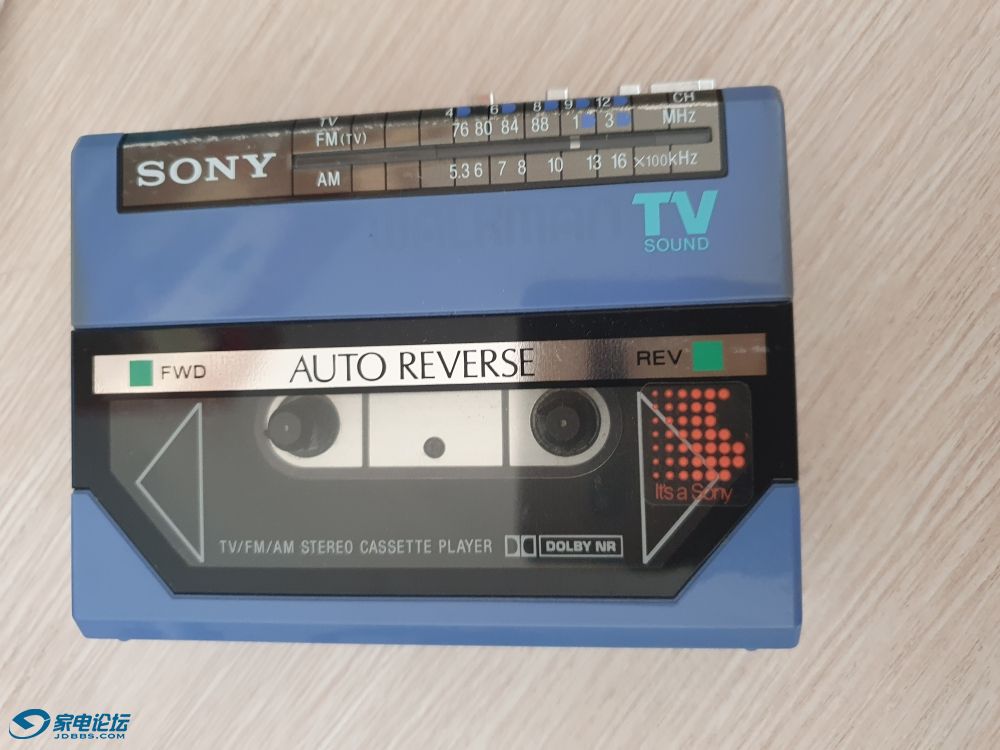 4 6 8 9 12 CH
TV
76 80 84 88 1 3 MHz
FM(TV)
SONY
AM 5.3 6 7 8 10 13 16 ×100kHz
WALKMAN
TV
SOUND
FWD AUTO REVERSE REV
It's a Sony
TV/FM/AM STEREO CASSETTE PLAYER DOLBY NR
家电论坛
JDBBS.COM